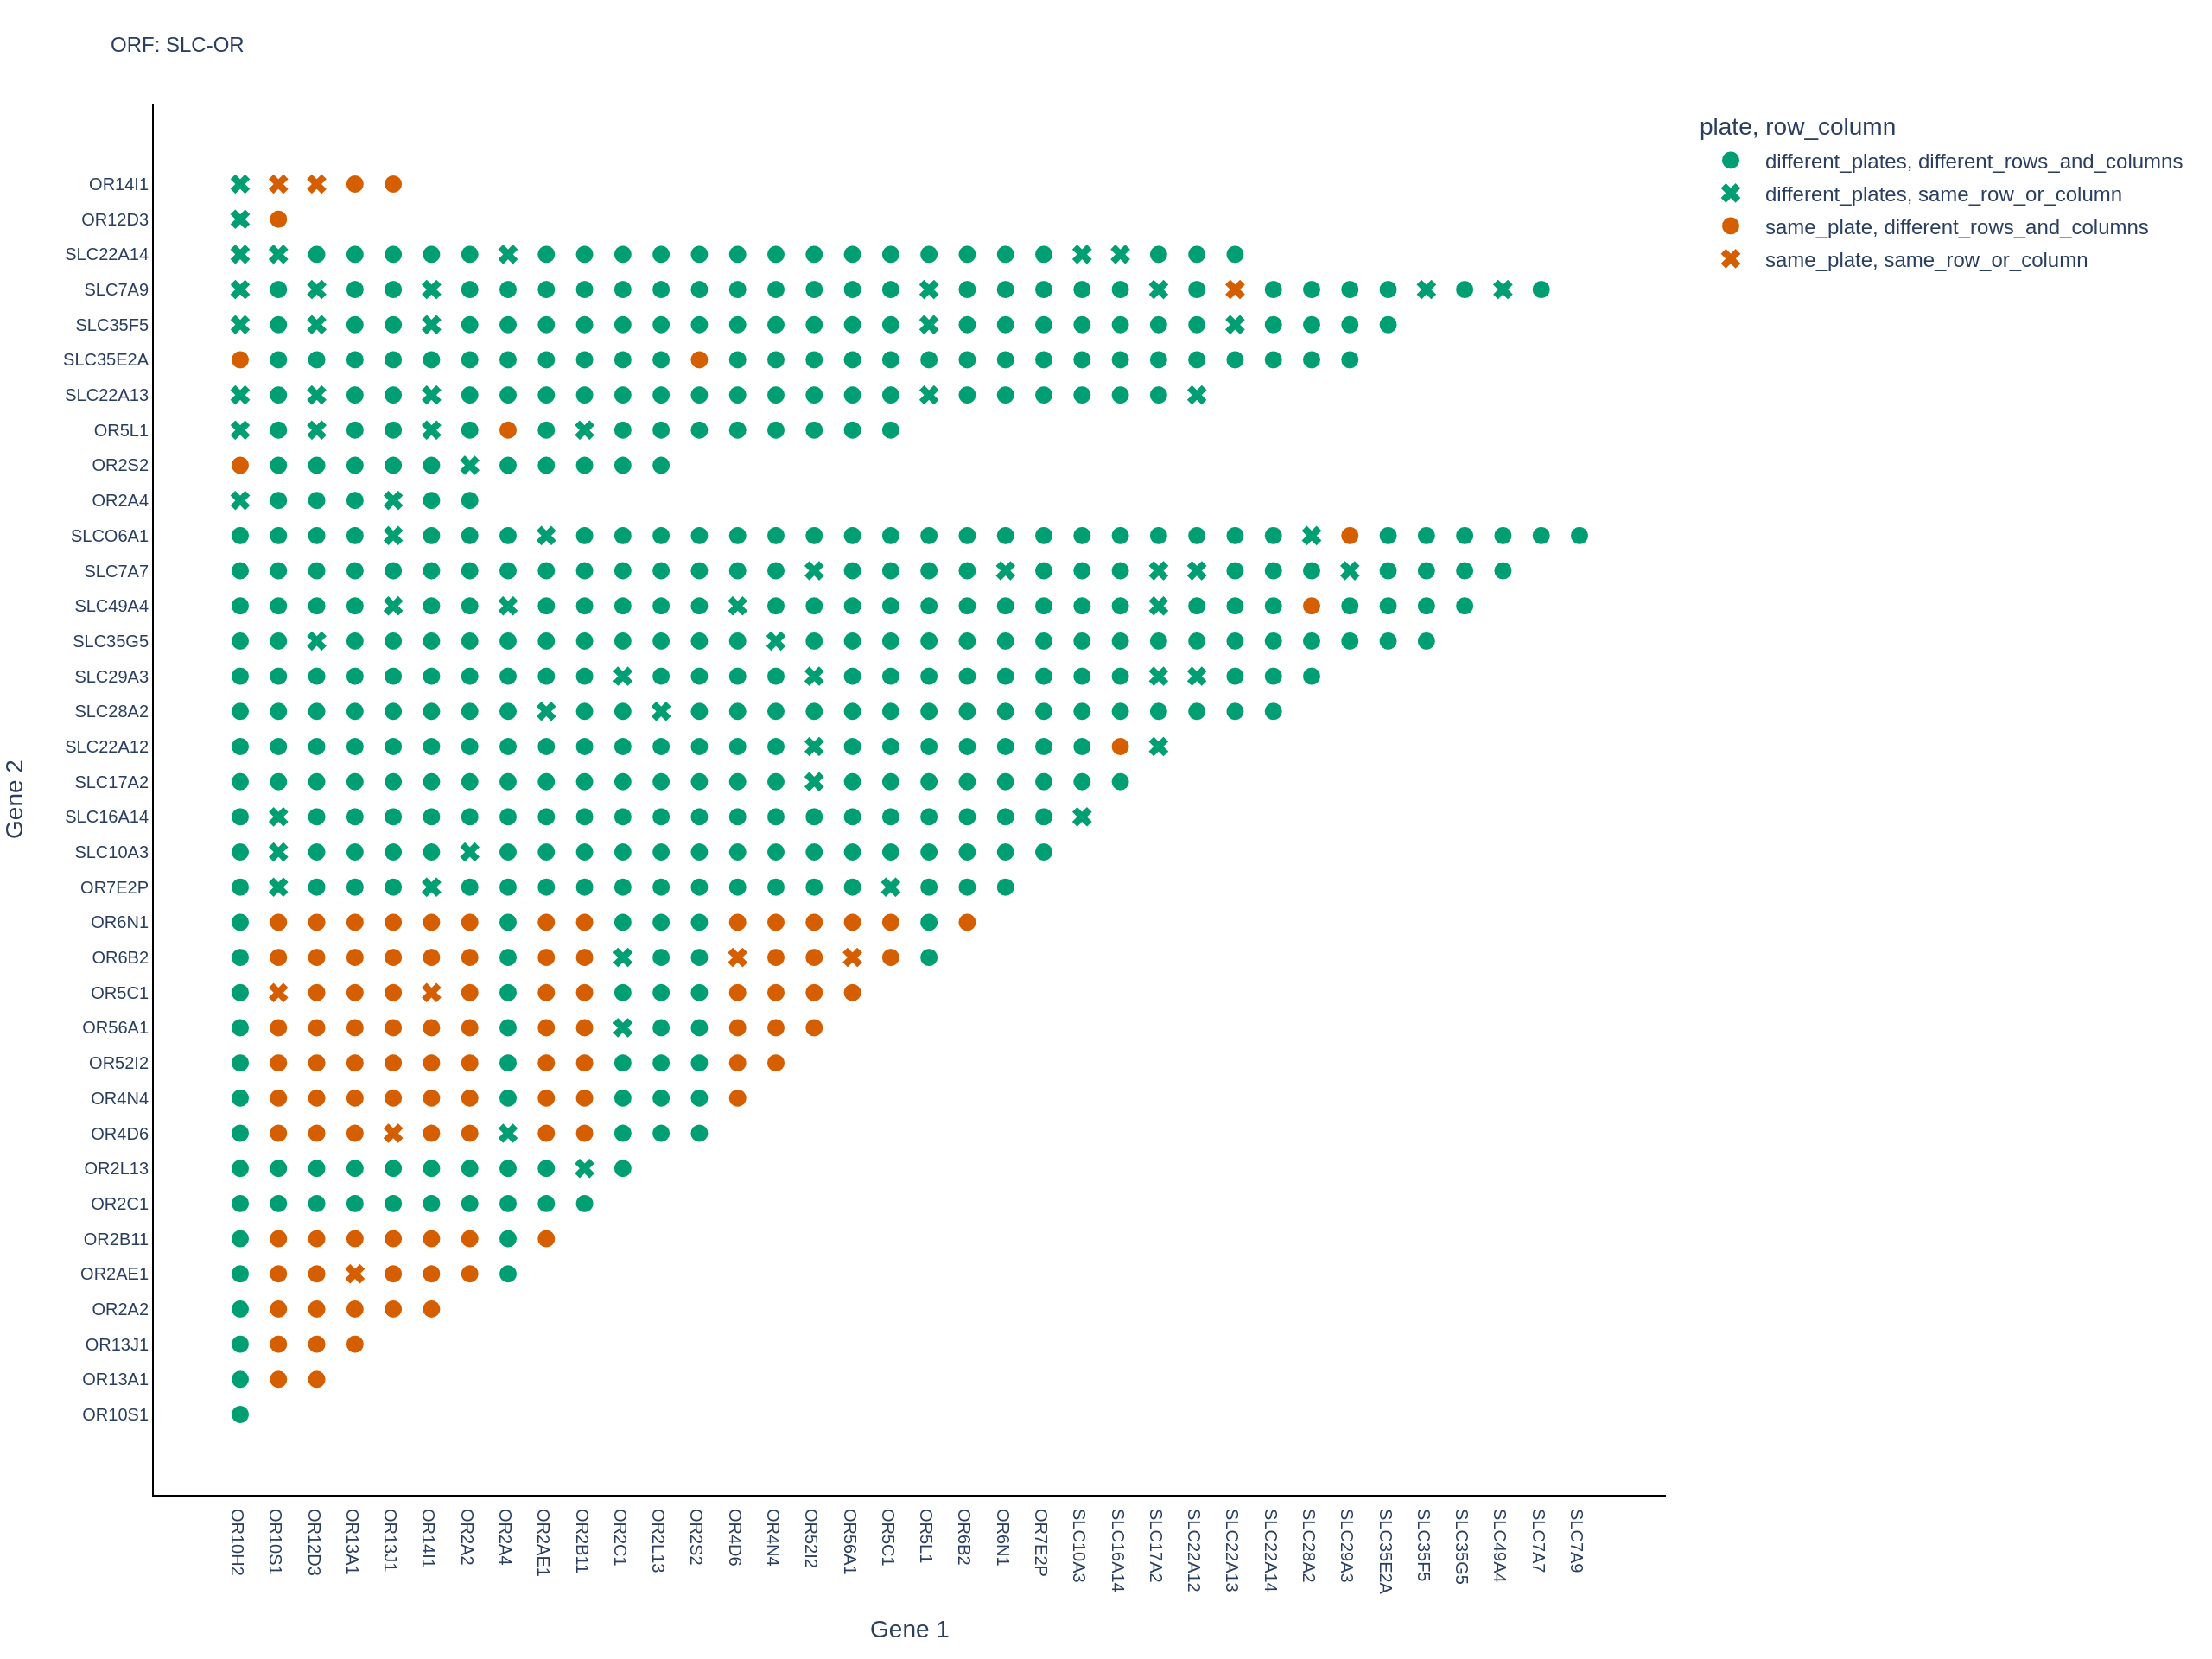 ORF: SLC-OR
plate, row_column
different_plates, different_rows_and_columns
different_plates, same_row_or_column
same_plate, different_rows_and_columns
same_plate, same_row_or_column
Gene 2
OR14I1
OR12D3
SLC22A14
SLC7A9
SLC35F5
SLC35E2A
SLC22A13
OR5L1
OR2S2
OR2A4
SLCO6A1
SLC7A7
SLC49A4
SLC35G5
SLC29A3
SLC28A2
SLC22A12
SLC17A2
SLC16A14
SLC10A3
OR7E2P
OR6N1
OR6B2
OR5C1
OR56A1
OR52I2
OR4N4
OR4D6
OR2L13
OR2C1
OR2B11
OR2AE1
OR2A2
OR13J1
OR13A1
OR10S1
OR10H2
OR10S1
OR12D3
OR13A1
OR13J1
OR14I1
OR2A2
OR2A4
OR2AE1
OR2B11
OR2C1
OR2L13
OR2S2
OR4D6
OR4N4
OR52I2
OR56A1
OR5C1
OR5L1
OR6B2
OR6N1
OR7E2P
SLC10A3
SLC16A14
SLC17A2
SLC22A12
SLC22A13
SLC22A14
SLC28A2
SLC29A3
SLC35E2A
SLC35F5
SLC35G5
SLC49A4
SLC7A7
SLC7A9
Gene 1